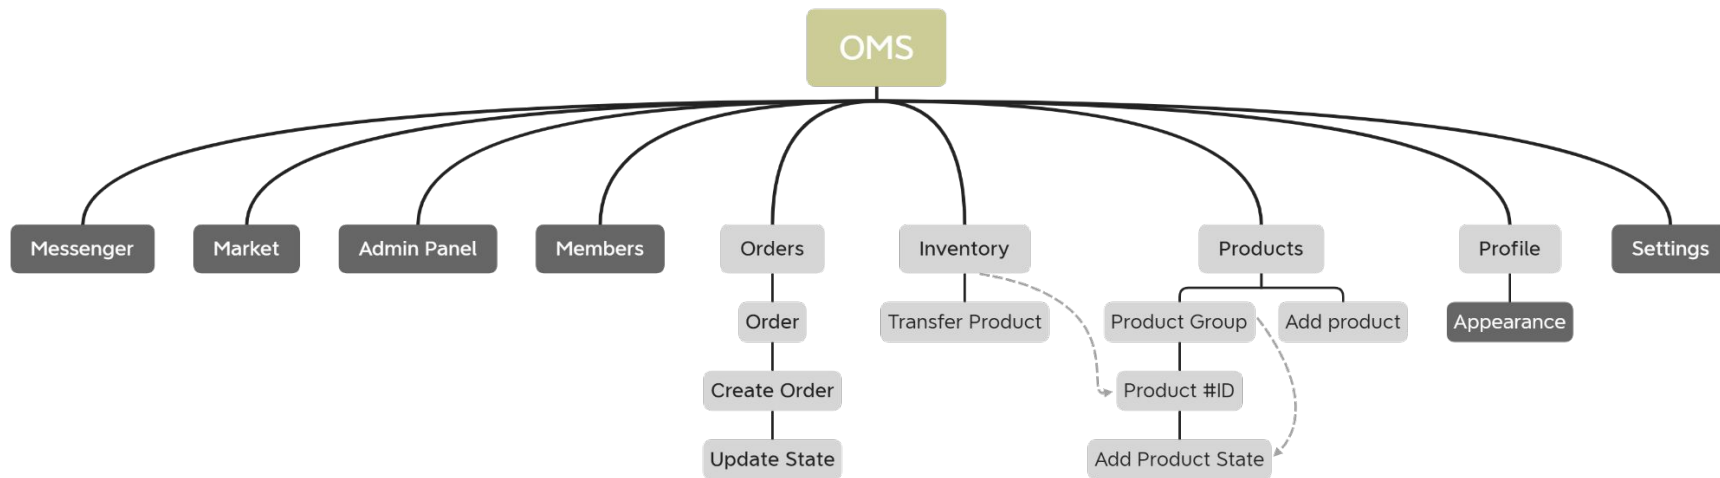 OMS
Messenger
Market
Admin Panel
Members
Orders
Inventory
Products
Profile
Settings
Order
Transfer Product
Product Group
Add product
Appearance
Create Order
Product #ID
Update State
Add Product State